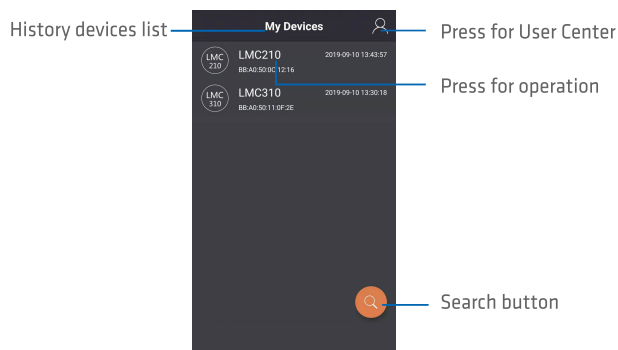 History devices list
My Devices
Press for User Center
LMC
210
LMC210
2019-09-10 13:43:57
BB:A0:50:0C:12:16
Press for operation
LMC
310
LMC310
2019-09-10 13:30:18
BB:A0:50:11:0F:2E
Search button